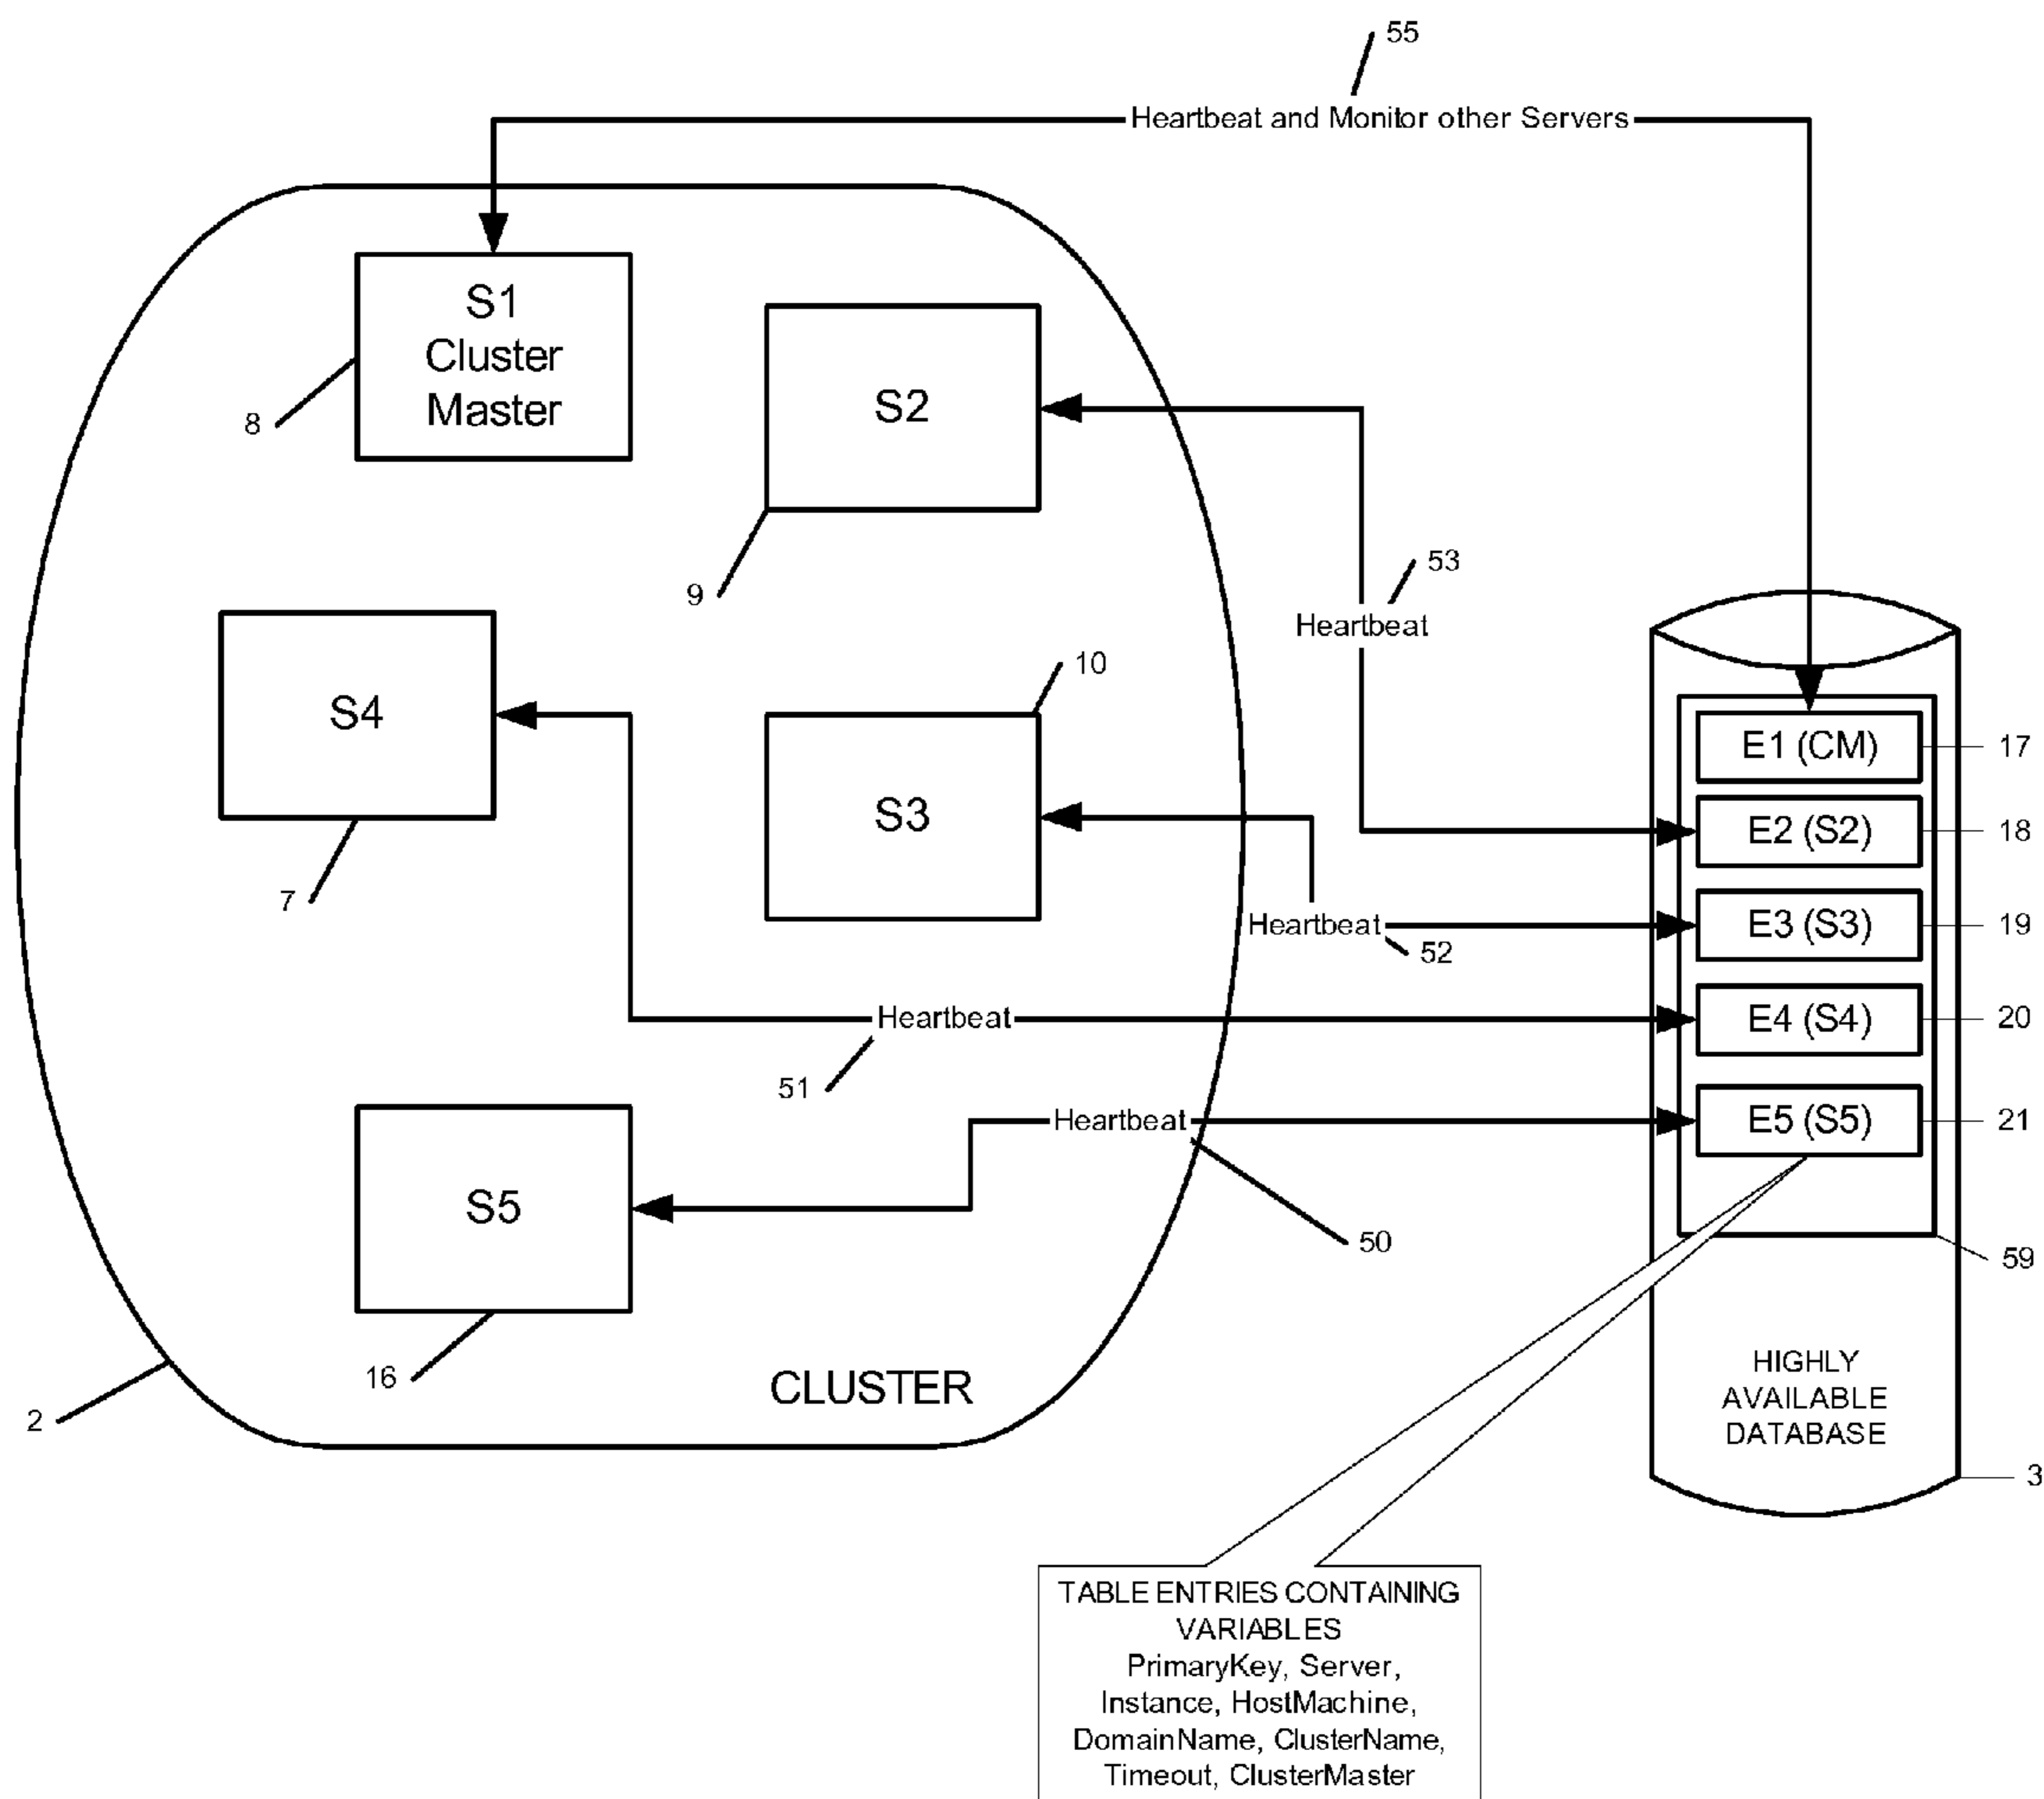 55
Heartbeat and Monitor other Servers
S1
Cluster
Master
8
S2
9
53
Heartbeat
S4
7
10
S3
E1 (CM)
17
E2 (S2)
18
Heartbeat
52
E3 (S3)
19
Heartbeat
51
E4 (S4)
20
Heartbeat
50
E5 (S5)
21
S5
16
59
CLUSTER
2
HIGHLY
AVAILABLE
DATABASE
3
TABLE ENTRIES CONTAINING
VARIABLES
PrimaryKey, Server,
Instance, HostMachine,
DomainName, ClusterName,
Timeout, ClusterMaster